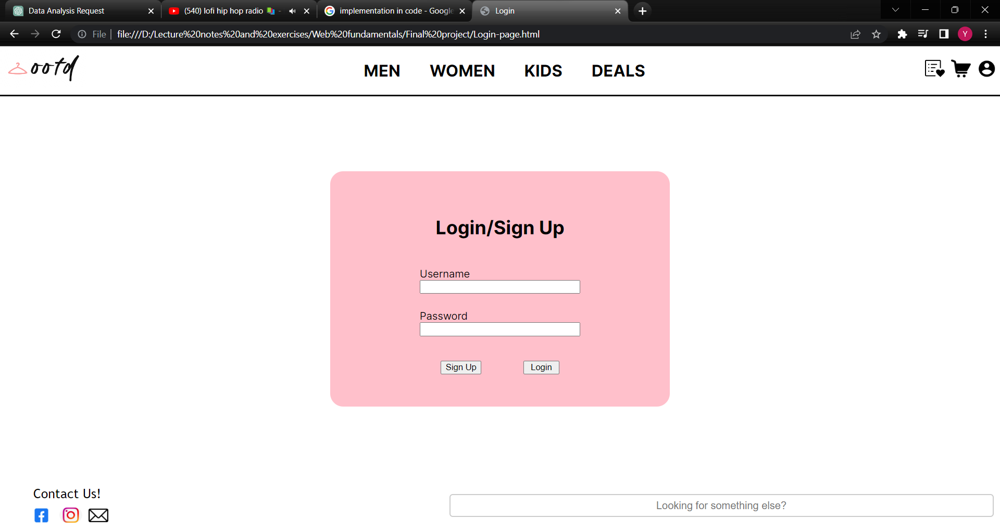 Data Analysis Request
(540) lofi hip hop radio 📚 -
implementation in code - Google
Login
File
file:///D:/Lecture%20notes%20and%20exercises/Web%20fundamentals/Final%20project/Login-page.html
Y
ootd
MEN WOMEN KIDS DEALS
Login/Sign Up
Username
Password
Sign Up Login
Contact Us!
Looking for something else?